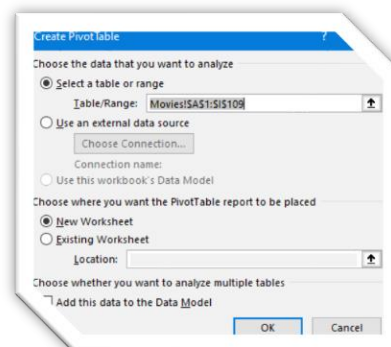 Create PivotTable ?
Choose the data that you want to analyze
Select a table or range
Table/Range: Movies!$A$1:$I$109
Use an external data source
Choose Connection...
Connection name:
Use this workbook's Data Model
Choose where you want the PivotTable report to be placed
New Worksheet
Existing Worksheet
Location:
Choose whether you want to analyze multiple tables
Add this data to the Data Model
OK Cancel